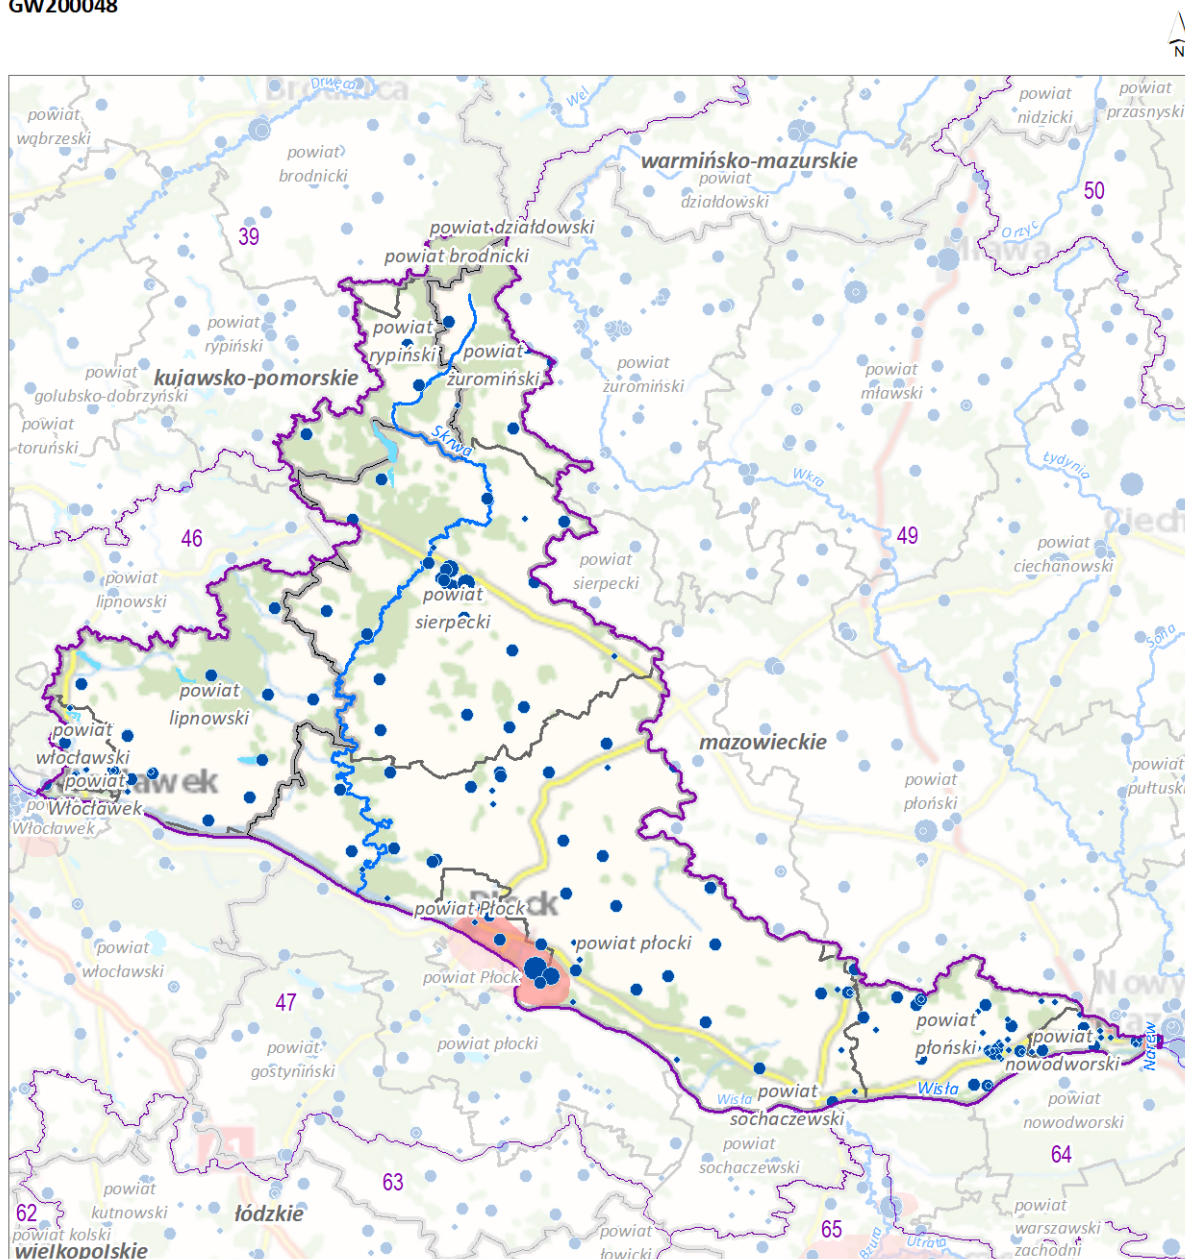 GW200048
N
Drwęca
Wel
powiat
wąbrzeski
powiat
brodnicki
warmińsko-mazurskie
powiat
działdowski
powiat
nidzicki
powiat
przasnyski
50
39
powiat działdowski
powiat brodnicki
Orzyc
Mława
powiat
rypiński
powiat
rypiński
powiat
żuromiński
powiat
żuromiński
powiat
mławski
powiat
golubsko-dobrzyński
kujawsko-pomorskie
powiat
toruński
Skrwa
Wkra
Łydynia
46
49
powiat
ciechanowski
powiat
lipnowski
powiat
sierpecki
powiat
sierpecki
Sona
powiat
lipnowski
powiat
włocławski
powiat
Włocławek
Włocławek
mazowieckie
powiat
płoński
powiat
pułtuski
Płock
powiat Płock
powiat płocki
powiat
włocławski
powiat Płock
47
powiat
gostyniński
powiat płocki
powiat
płoński
powiat
nowodworski
Narew
Wisła
Wisła
powiat
sochaczewski
powiat
sochaczewski
powiat
nowodworski
64
63
62
65
powiat
kutnowski
łódzkie
powiat kolski
wielkopolskie
powiat
łowicki
Bzura
Utrata
powiat
warszawski
zachodni